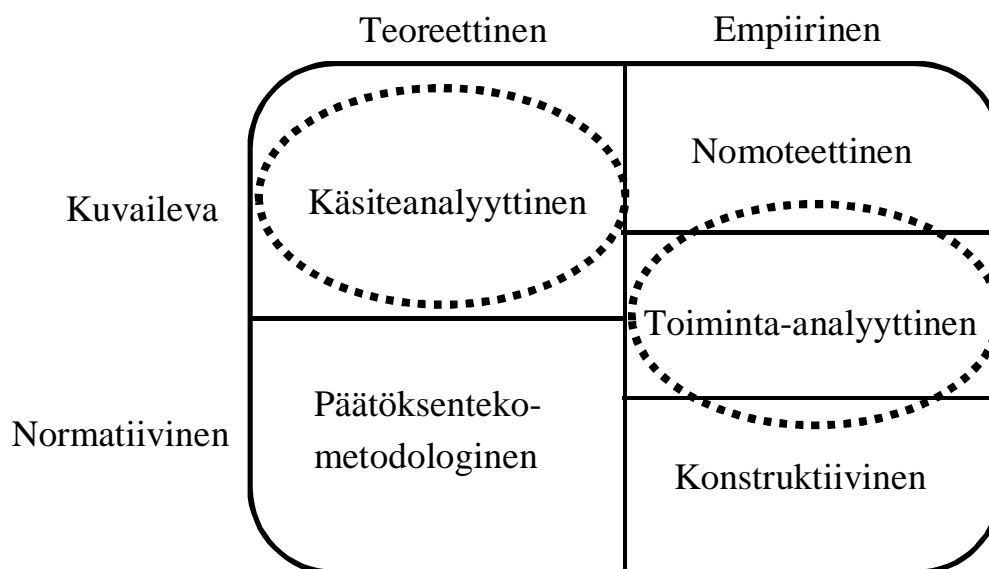 Teoreettinen
Empiirinen
Nomoteettinen
Kuvaileva
Käsiteanalyyttinen
Toiminta-analyyttinen
Normatiivinen
Päätöksenteko-
metodologinen
Konstruktiivinen